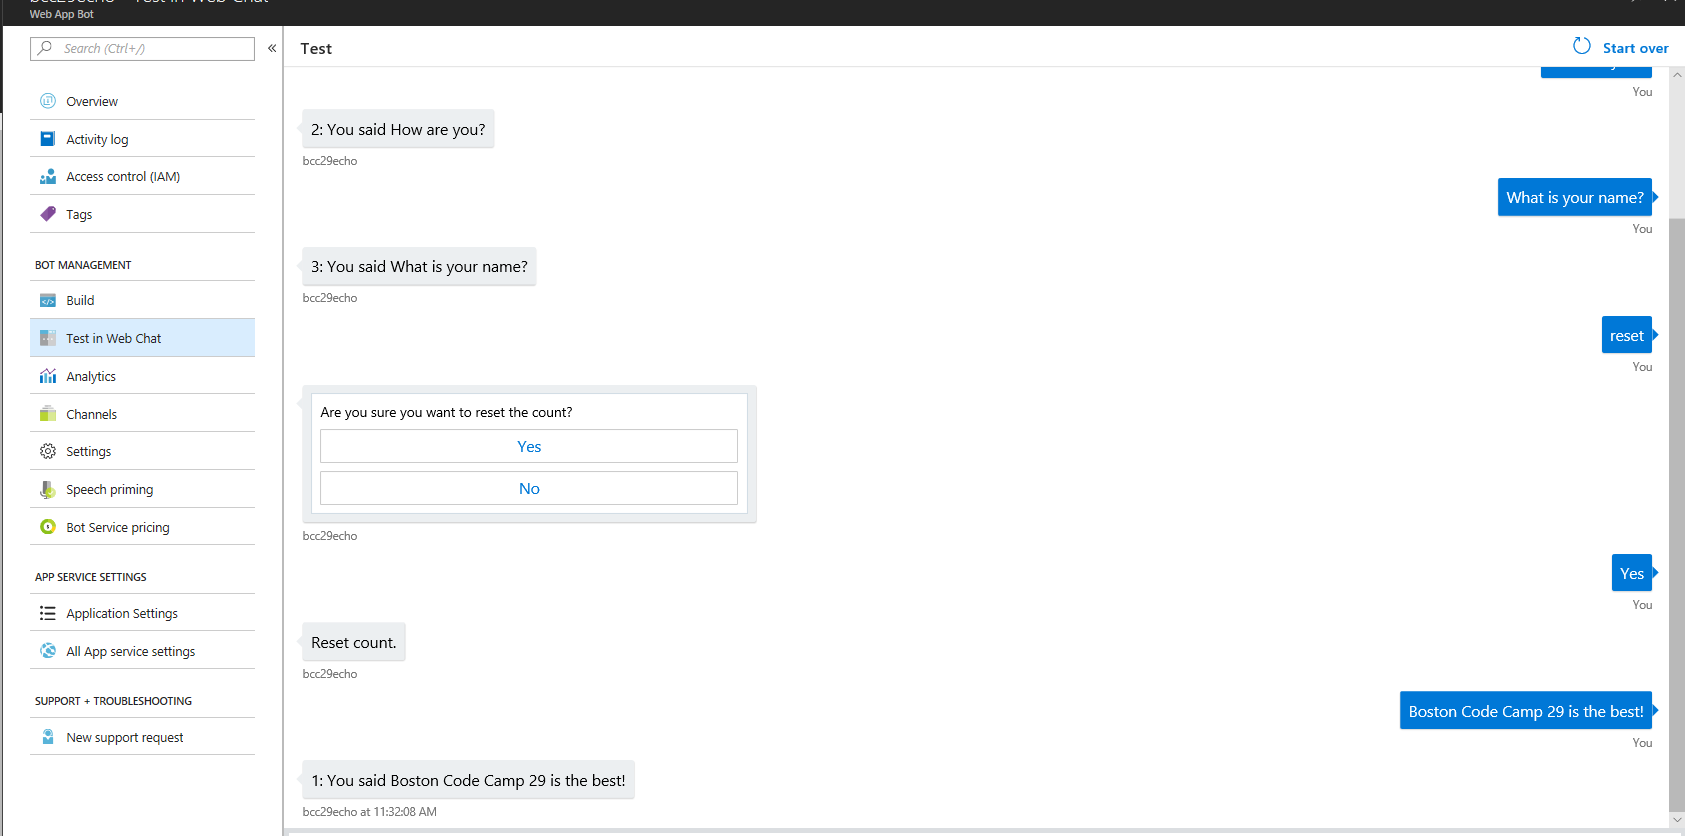 Web App Bot
Search (Ctrl+/)
«
Test
Start over
Overview
Activity log
Access control (IAM)
Tags
BOT MANAGEMENT
Build
Test in Web Chat
Analytics
Channels
Settings
Speech priming
Bot Service pricing
APP SERVICE SETTINGS
Application Settings
All App service settings
SUPPORT + TROUBLESHOOTING
New support request
You
2: You said How are you?
bcc29echo
What is your name?
You
3: You said What is your name?
bcc29echo
reset
You
Are you sure you want to reset the count?
Yes
No
bcc29echo
Yes
You
Reset count.
bcc29echo
Boston Code Camp 29 is the best!
You
1: You said Boston Code Camp 29 is the best!
bcc29echo at 11:32:08 AM